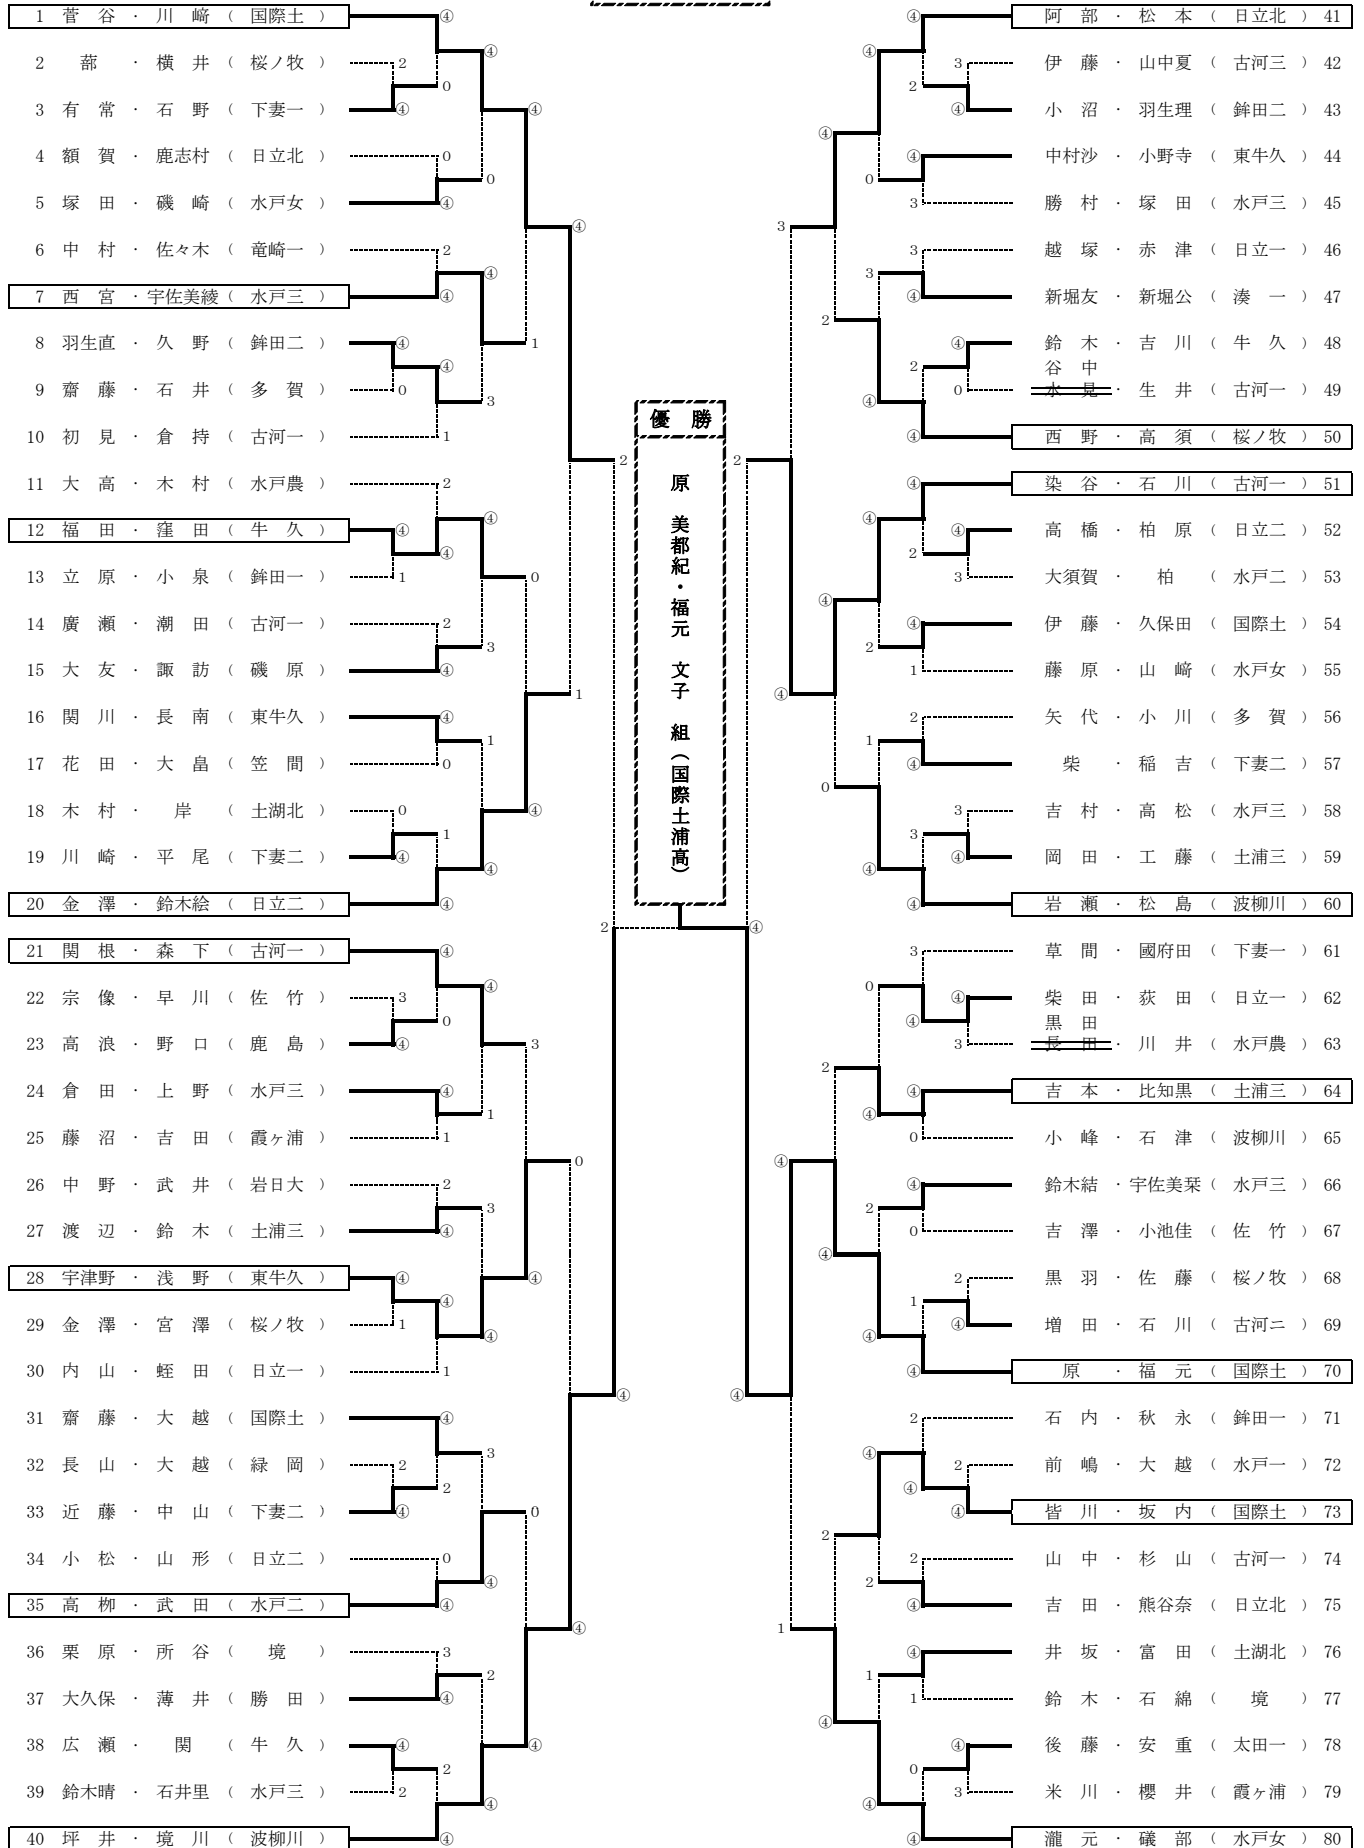 1 菅 谷 ・ 川 﨑 ( 国際土 )
2 蔀 ・ 横 井 ( 桜ノ牧 )
3 有 常 ・ 石 野 ( 下妻一 )
4 額 賀 ・ 鹿志村 ( 日立北 )
5 塚 田 ・ 磯 崎 ( 水戸女 )
6 中 村 ・ 佐々木 ( 竜崎一 )
7 西 宮 ・ 宇佐美綾 ( 水戸三 )
8 羽生直 ・ 久 野 ( 鉾田二 )
9 齋 藤 ・ 石 井 ( 多 賀 )
10 初 見 ・ 倉 持 ( 古河一 )
11 大 高 ・ 木 村 ( 水戸農 )
12 福 田 ・ 窪 田 ( 牛 久 )
13 立 原 ・ 小 泉 ( 鉾田一 )
14 廣 瀬 ・ 潮 田 ( 古河一 )
15 大 友 ・ 諏 訪 ( 磯 原 )
16 関 川 ・ 長 南 ( 東牛久 )
17 花 田 ・ 大 畠 ( 笠 間 )
18 木 村 ・ 岸 ( 土湖北 )
19 川 崎 ・ 平 尾 ( 下妻二 )
20 金 澤 ・ 鈴木絵 ( 日立二 )
21 関 根 ・ 森 下 ( 古河一 )
22 宗 像 ・ 早 川 ( 佐 竹 )
23 高 浪 ・ 野 口 ( 鹿 島 )
24 倉 田 ・ 上 野 ( 水戸三 )
25 藤 沼 ・ 吉 田 ( 霞ヶ浦 )
26 中 野 ・ 武 井 ( 岩日大 )
27 渡 辺 ・ 鈴 木 ( 土浦三 )
28 宇津野 ・ 浅 野 ( 東牛久 )
29 金 澤 ・ 宮 澤 ( 桜ノ牧 )
30 内 山 ・ 蛭 田 ( 日立一 )
31 齋 藤 ・ 大 越 ( 国際土 )
32 長 山 ・ 大 越 ( 緑 岡 )
33 近 藤 ・ 中 山 ( 下妻二 )
34 小 松 ・ 山 形 ( 日立二 )
35 高 栁 ・ 武 田 ( 水戸二 )
36 栗 原 ・ 所 谷 ( 境 )
37 大久保 ・ 薄 井 ( 勝 田 )
38 広 瀬 ・ 関 ( 牛 久 )
39 鈴木晴 ・ 石井里 ( 水戸三 )
40 坪 井 ・ 境 川 ( 波柳川 )
優 勝
原 美都紀・福元 文子 組(国際土浦高)
阿 部 ・ 松 本 ( 日立北 ) 41
伊 藤 ・ 山中夏 ( 古河三 ) 42
小 沼 ・ 羽生理 ( 鉾田二 ) 43
中村沙 ・ 小野寺 ( 東牛久 ) 44
勝 村 ・ 塚 田 ( 水戸三 ) 45
越 塚 ・ 赤 津 ( 日立一 ) 46
新堀友 ・ 新堀公 ( 湊 一 ) 47
鈴 木 ・ 吉 川 ( 牛 久 ) 48
谷 中
水 見 ・ 生 井 ( 古河一 ) 49
西 野 ・ 高 須 ( 桜ノ牧 ) 50
染 谷 ・ 石 川 ( 古河一 ) 51
高 橋 ・ 柏 原 ( 日立二 ) 52
大須賀 ・ 柏 ( 水戸二 ) 53
伊 藤 ・ 久保田 ( 国際土 ) 54
藤 原 ・ 山 﨑 ( 水戸女 ) 55
矢 代 ・ 小 川 ( 多 賀 ) 56
柴 ・ 稲 吉 ( 下妻二 ) 57
吉 村 ・ 高 松 ( 水戸三 ) 58
岡 田 ・ 工 藤 ( 土浦三 ) 59
岩 瀬 ・ 松 島 ( 波柳川 ) 60
草 間 ・ 國府田 ( 下妻一 ) 61
柴 田 ・ 荻 田 ( 日立一 ) 62
黒 田
長 田 ・ 川 井 ( 水戸農 ) 63
吉 本 ・ 比知黒 ( 土浦三 ) 64
小 峰 ・ 石 津 ( 波柳川 ) 65
鈴木結 ・ 宇佐美栞 ( 水戸三 ) 66
吉 澤 ・ 小池佳 ( 佐 竹 ) 67
黒 羽 ・ 佐 藤 ( 桜ノ牧 ) 68
増 田 ・ 石 川 ( 古河二 ) 69
原 ・ 福 元 ( 国際土 ) 70
石 内 ・ 秋 永 ( 鉾田一 ) 71
前 嶋 ・ 大 越 ( 水戸一 ) 72
皆 川 ・ 坂 内 ( 国際土 ) 73
山 中 ・ 杉 山 ( 古河一 ) 74
吉 田 ・ 熊谷奈 ( 日立北 ) 75
井 坂 ・ 富 田 ( 土湖北 ) 76
鈴 木 ・ 石 綿 ( 境 ) 77
後 藤 ・ 安 重 ( 太田一 ) 78
米 川 ・ 櫻 井 ( 霞ヶ浦 ) 79
瀧 元 ・ 礒 部 ( 水戸女 ) 80